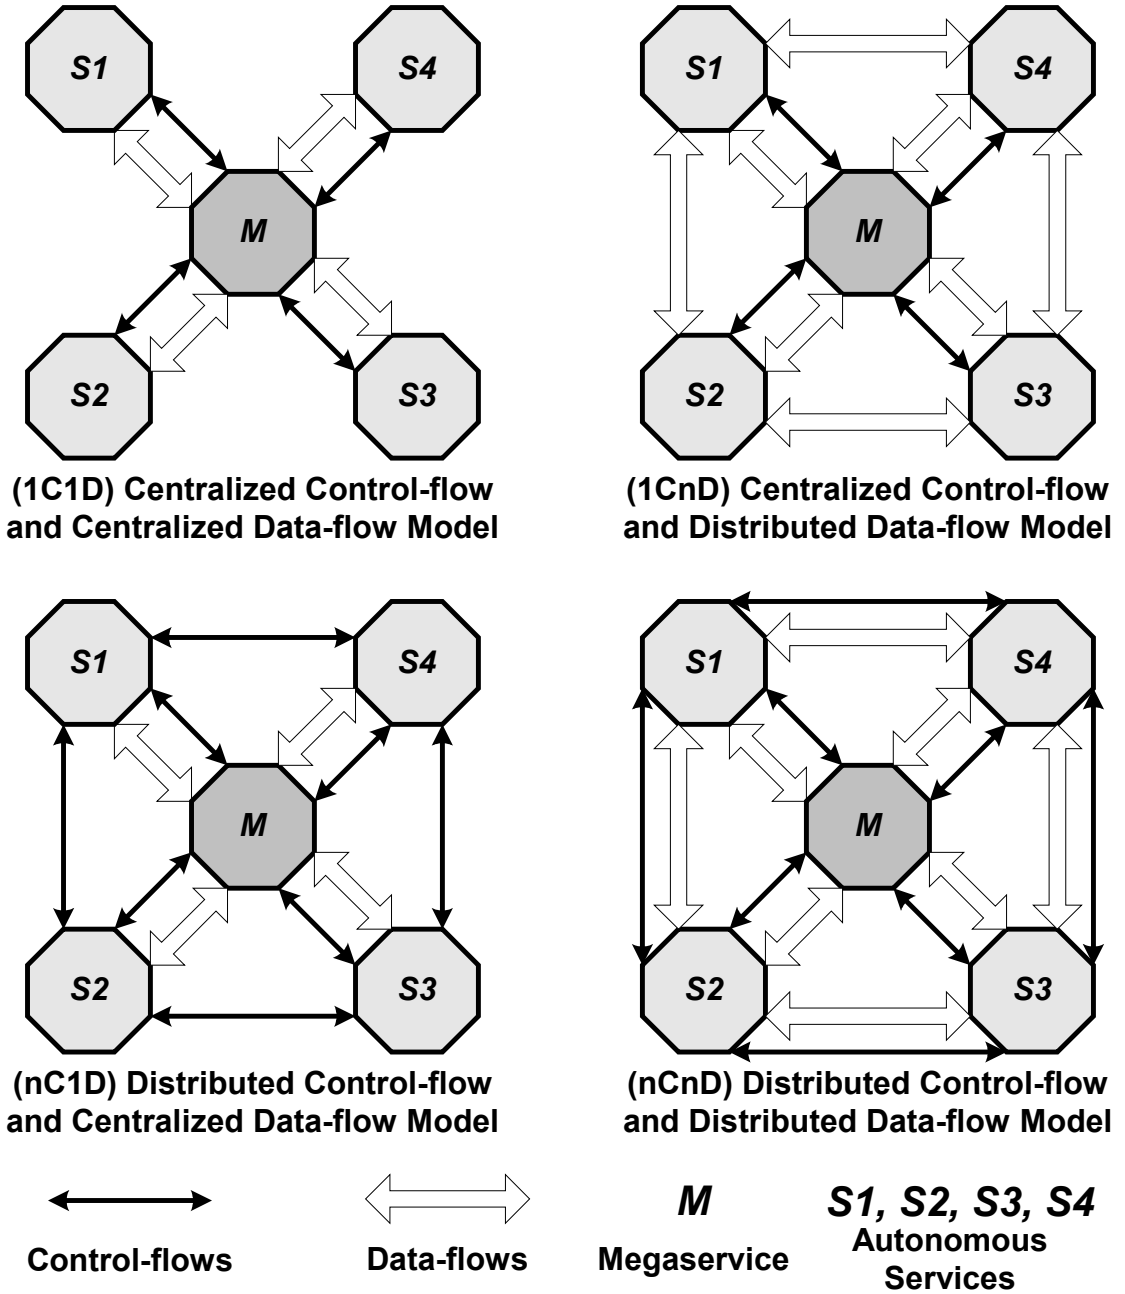 S1
S4
M
S2
S3
(1C1D) Centralized Control-flow
and Centralized Data-flow Model
S1
S4
M
S2
S3
(1CnD) Centralized Control-flow
and Distributed Data-flow Model
S1
S4
M
S2
S3
(nC1D) Distributed Control-flow
and Centralized Data-flow Model
S1
S4
M
S2
S3
(nCnD) Distributed Control-flow
and Distributed Data-flow Model
Control-flows
Data-flows
M
Megaservice
S1, S2, S3, S4
Autonomous
Services